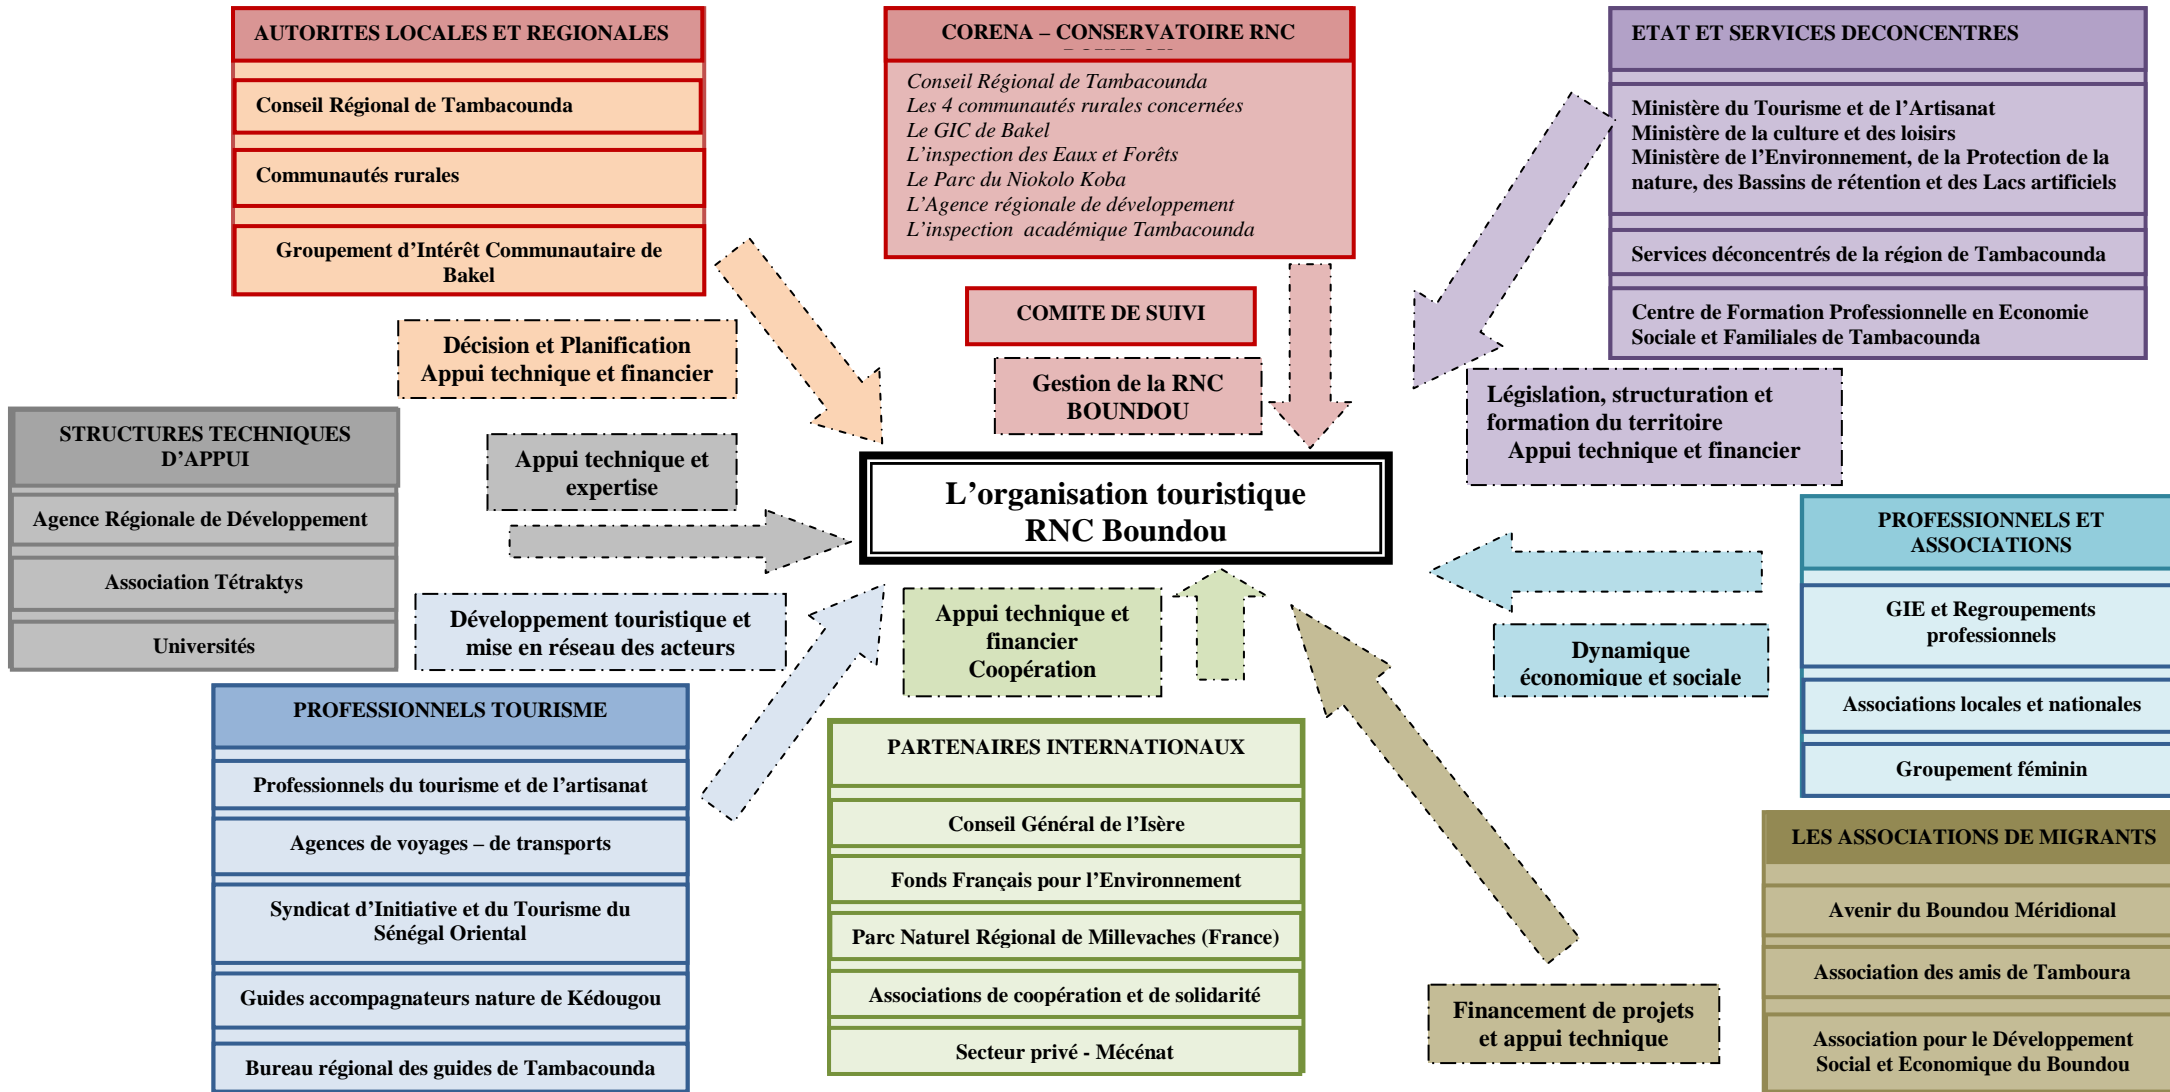 AUTORITES LOCALES ET REGIONALES
Conseil Régional de Tambacounda
Communautés rurales
Groupement d’Intérêt Communautaire de
Bakel
Décision et Planification
Appui technique et financier
CORENA – CONSERVATOIRE RNC
BOUNDOU
Conseil Régional de Tambacounda
Les 4 communautés rurales concernées
Le GIC de Bakel
L’inspection des Eaux et Forêts
Le Parc du Niokolo Koba
L’Agence régionale de développement
L’inspection académique Tambacounda
COMITE DE SUIVI
Gestion de la RNC
BOUNDOU
ETAT ET SERVICES DECONCENTRES
Ministère du Tourisme et de l’Artisanat
Ministère de la culture et des loisirs
Ministère de l’Environnement, de la Protection de la
nature, des Bassins de rétention et des Lacs artificiels
Services déconcentrés de la région de Tambacounda
Centre de Formation Professionnelle en Economie
Sociale et Familiales de Tambacounda
Législation, structuration et
formation du territoire
Appui technique et financier
STRUCTURES TECHNIQUES
D’APPUI
Agence Régionale de Développement
Association Tétraktys
Universités
Appui technique et
expertise
L’organisation touristique
RNC Boundou
PROFESSIONNELS ET
ASSOCIATIONS
GIE et Regroupements
professionnels
Associations locales et nationales
Groupement féminin
Dynamique
économique et sociale
Développement touristique et
mise en réseau des acteurs
PROFESSIONNELS TOURISME
Professionnels du tourisme et de l’artisanat
Agences de voyages – de transports
Syndicat d’Initiative et du Tourisme du
Sénégal Oriental
Guides accompagnateurs nature de Kédougou
Bureau régional des guides de Tambacounda
Appui technique et
financier
Coopération
PARTENAIRES INTERNATIONAUX
Conseil Général de l’Isère
Fonds Français pour l’Environnement
Parc Naturel Régional de Millevaches (France)
Associations de coopération et de solidarité
Secteur privé - Mécénat
Financement de projets
et appui technique
LES ASSOCIATIONS DE MIGRANTS
Avenir du Boundou Méridional
Association des amis de Tamboura
Association pour le Développement
Social et Economique du Boundou